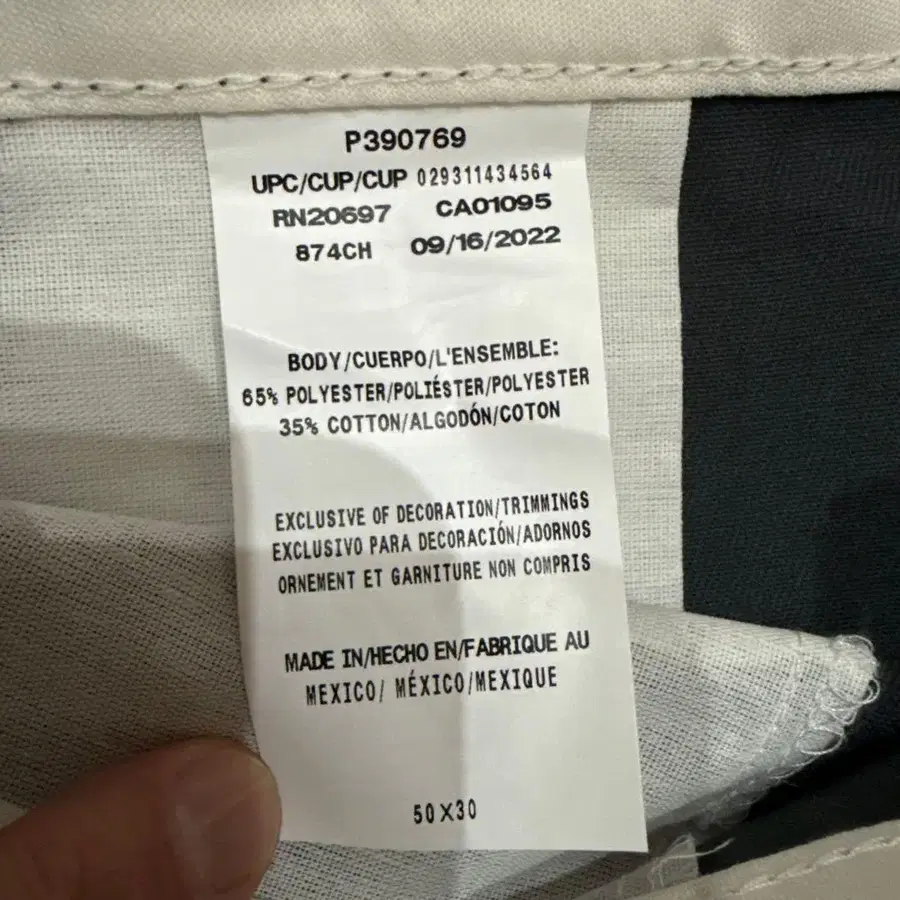 P390769
UPC/CUP/CUP 029311434564
RN20697 CA01095
874CH 09/16/2022
BODY/CUERPO/L'ENSEMBLE:
65% POLYESTER/POLIÉSTER/POLYESTER
35% COTTON/ALGODÓN/COTON
EXCLUSIVE OF DECORATION/TRIMMINGS
EXCLUSIVO PARA DECORACIÓN/ADORNOS
ORNEMENT ET GARNITURE NON COMPRIS
MADE IN/HECHO EN/FABRIQUE AU
MEXICO/ MÉXICO/MEXIQUE
50X30